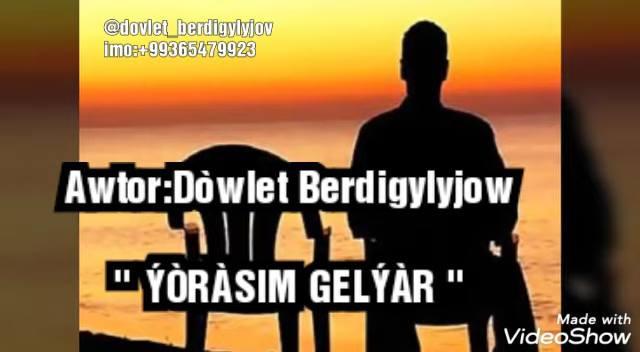 @dovlet_berdigylyjov
imo:+99365479923
Awtor:Dòwlet Berdigylyjow
" ÝÒRÀSIM GELÝÀR "
Made with
VideoShow